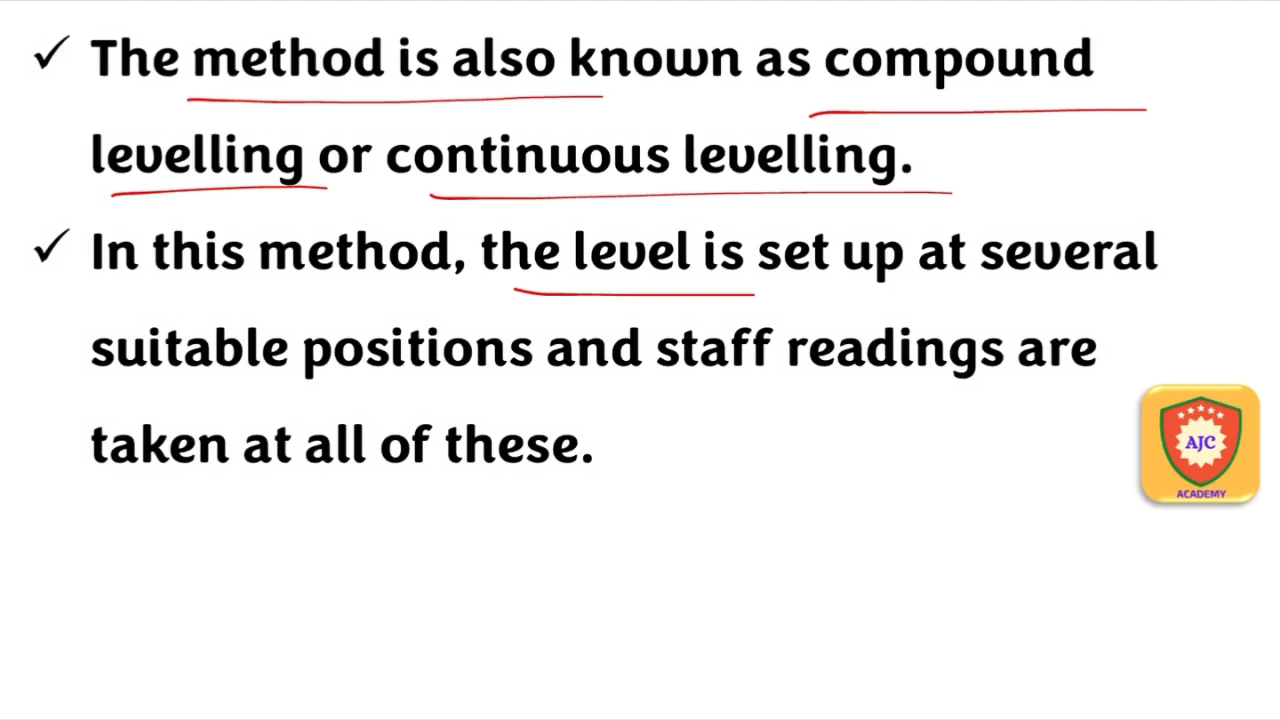 ✓ The method is also known as compound
levelling or continuous levelling.
✓ In this method, the level is set up at several
suitable positions and staff readings are
taken at all of these.
AJC
ACADEMY